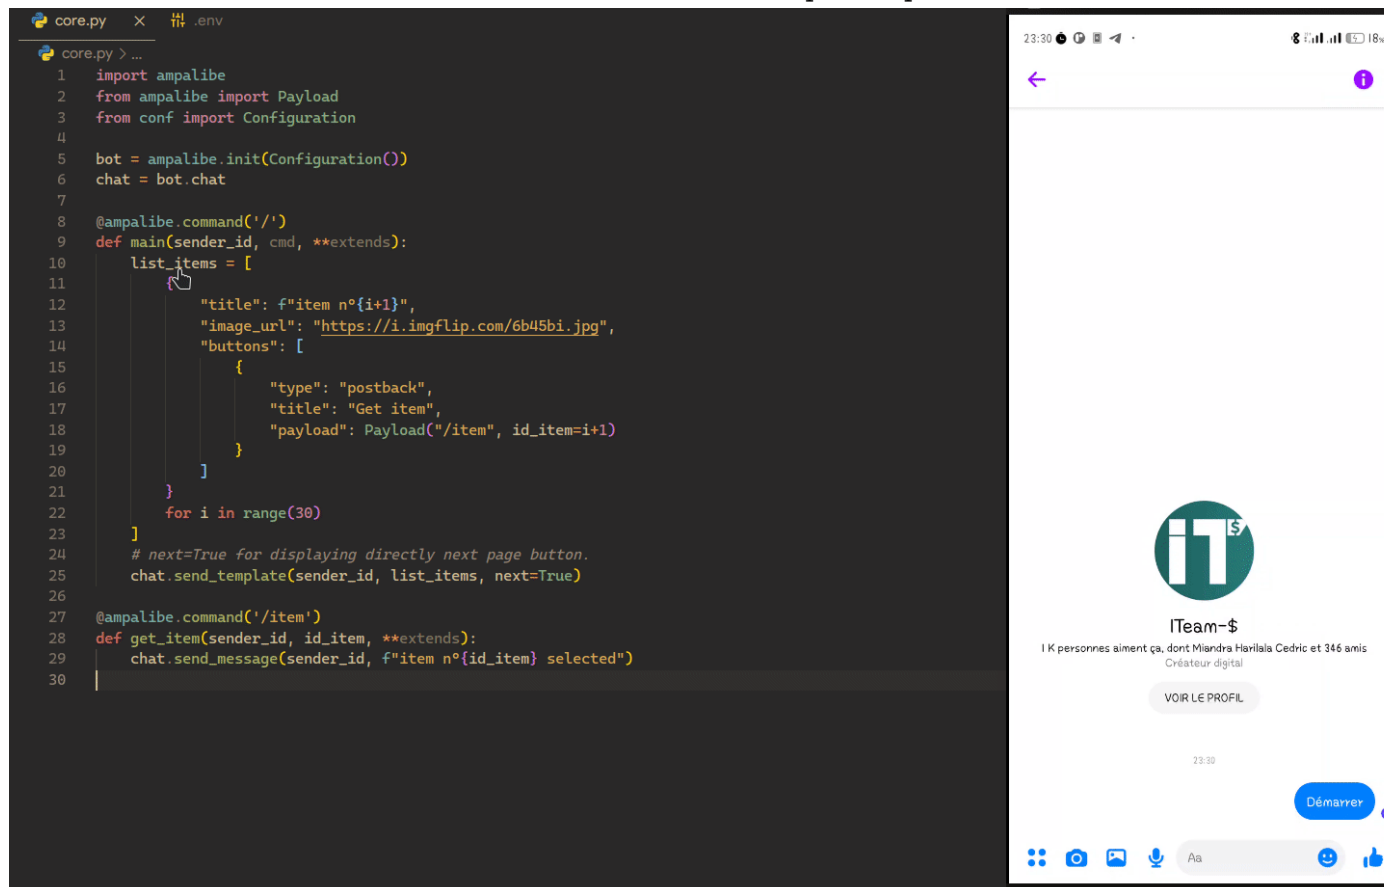 core.py × .env
core.py > ...
1 import ampalibe
2 from ampalibe import Payload
3 from conf import Configuration
4
5 bot = ampalibe.init(Configuration())
6 chat = bot.chat
7
8 @ampalibe.command('/')
9 def main(sender_id, cmd, **extends):
10 list_items = [
11 {
12 "title": f"item n°{i+1}",
13 "image_url": "https://i.imgflip.com/6b45bi.jpg",
14 "buttons": [
15 {
16 "type": "postback",
17 "title": "Get item",
18 "payload": Payload("/item", id_item=i+1)
19 }
20 ]
21 }
22 for i in range(30)
23 ]
24 # next=True for displaying directly next page button.
25 chat.send_template(sender_id, list_items, next=True)
26
27 @ampalibe.command('/item')
28 def get_item(sender_id, id_item, **extends):
29 chat.send_message(sender_id, f"item n°{id_item} selected")
30
23:30
18%
iT$
ITeam-$
1 K personnes aiment ça, dont Miandra Harilala Cedric et 346 amis
Créateur digital
VOIR LE PROFIL
23:30
Démarrer
Aa